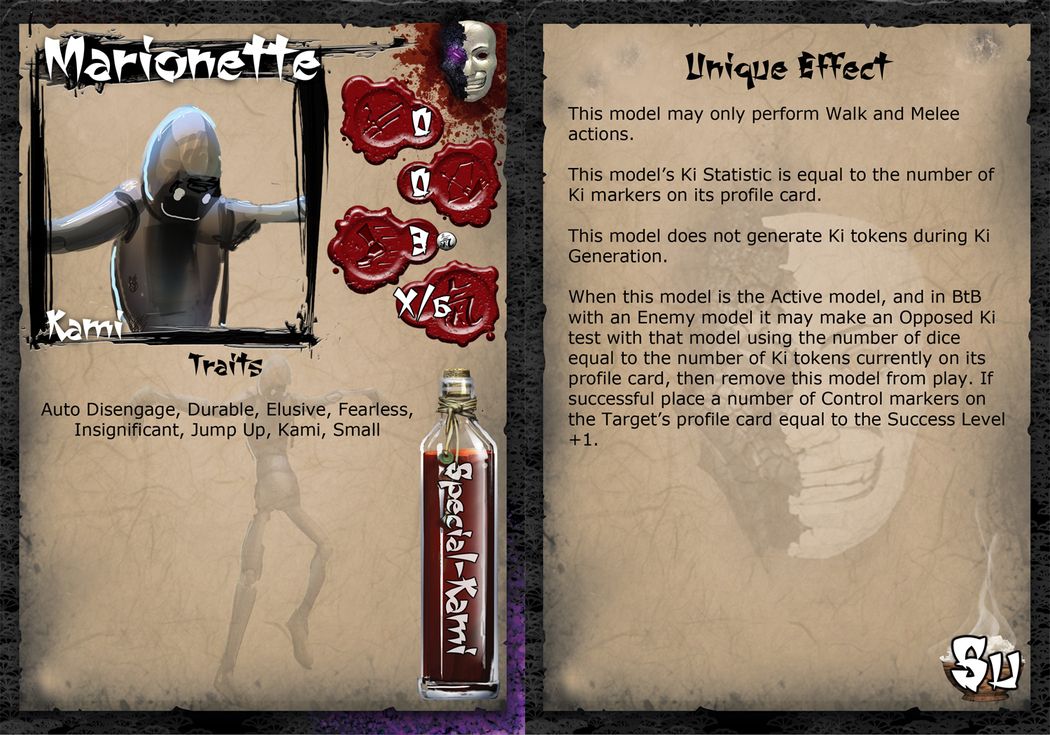 Marionette
0
0
3
X/6
Kami
Traits
Auto Disengage, Durable, Elusive, Fearless,
Insignificant, Jump Up, Kami, Small
Special-Kami
Unique Effect
This model may only perform Walk and Melee
actions.
This model’s Ki Statistic is equal to the number of
Ki markers on its profile card.
This model does not generate Ki tokens during Ki
Generation.
When this model is the Active model, and in BtB
with an Enemy model it may make an Opposed Ki
test with that model using the number of dice
equal to the number of Ki tokens currently on its
profile card, then remove this model from play. If
successful place a number of Control markers on
the Target’s profile card equal to the Success Level
+1.
Su